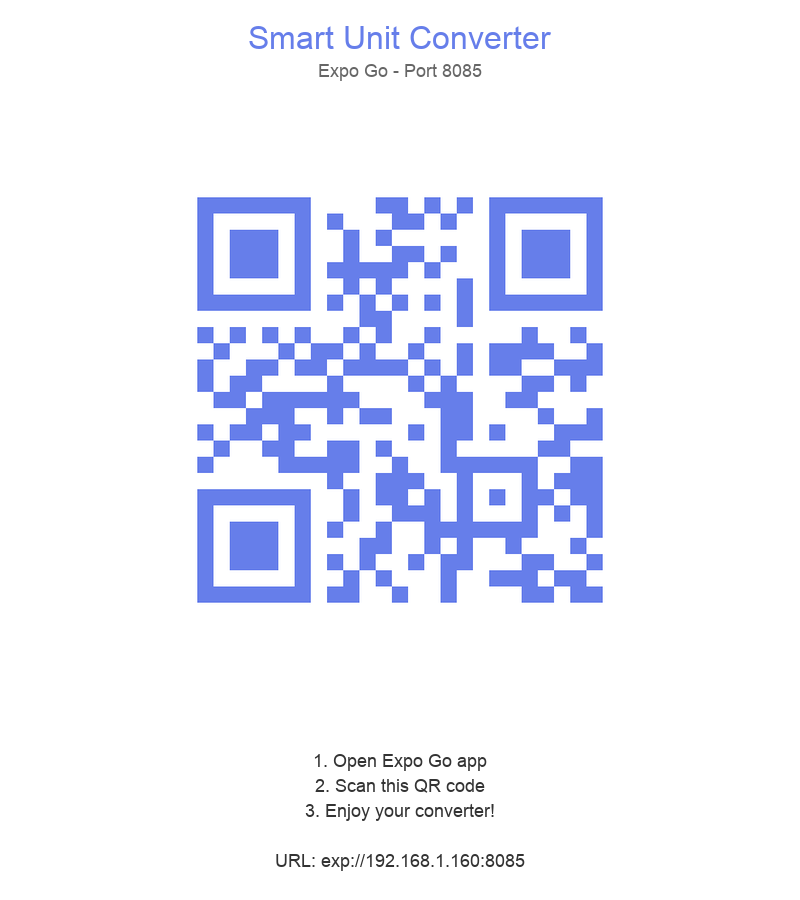 Smart Unit Converter
Expo Go - Port 8085
1. Open Expo Go app
2. Scan this QR code
3. Enjoy your converter!
URL: exp://192.168.1.160:8085